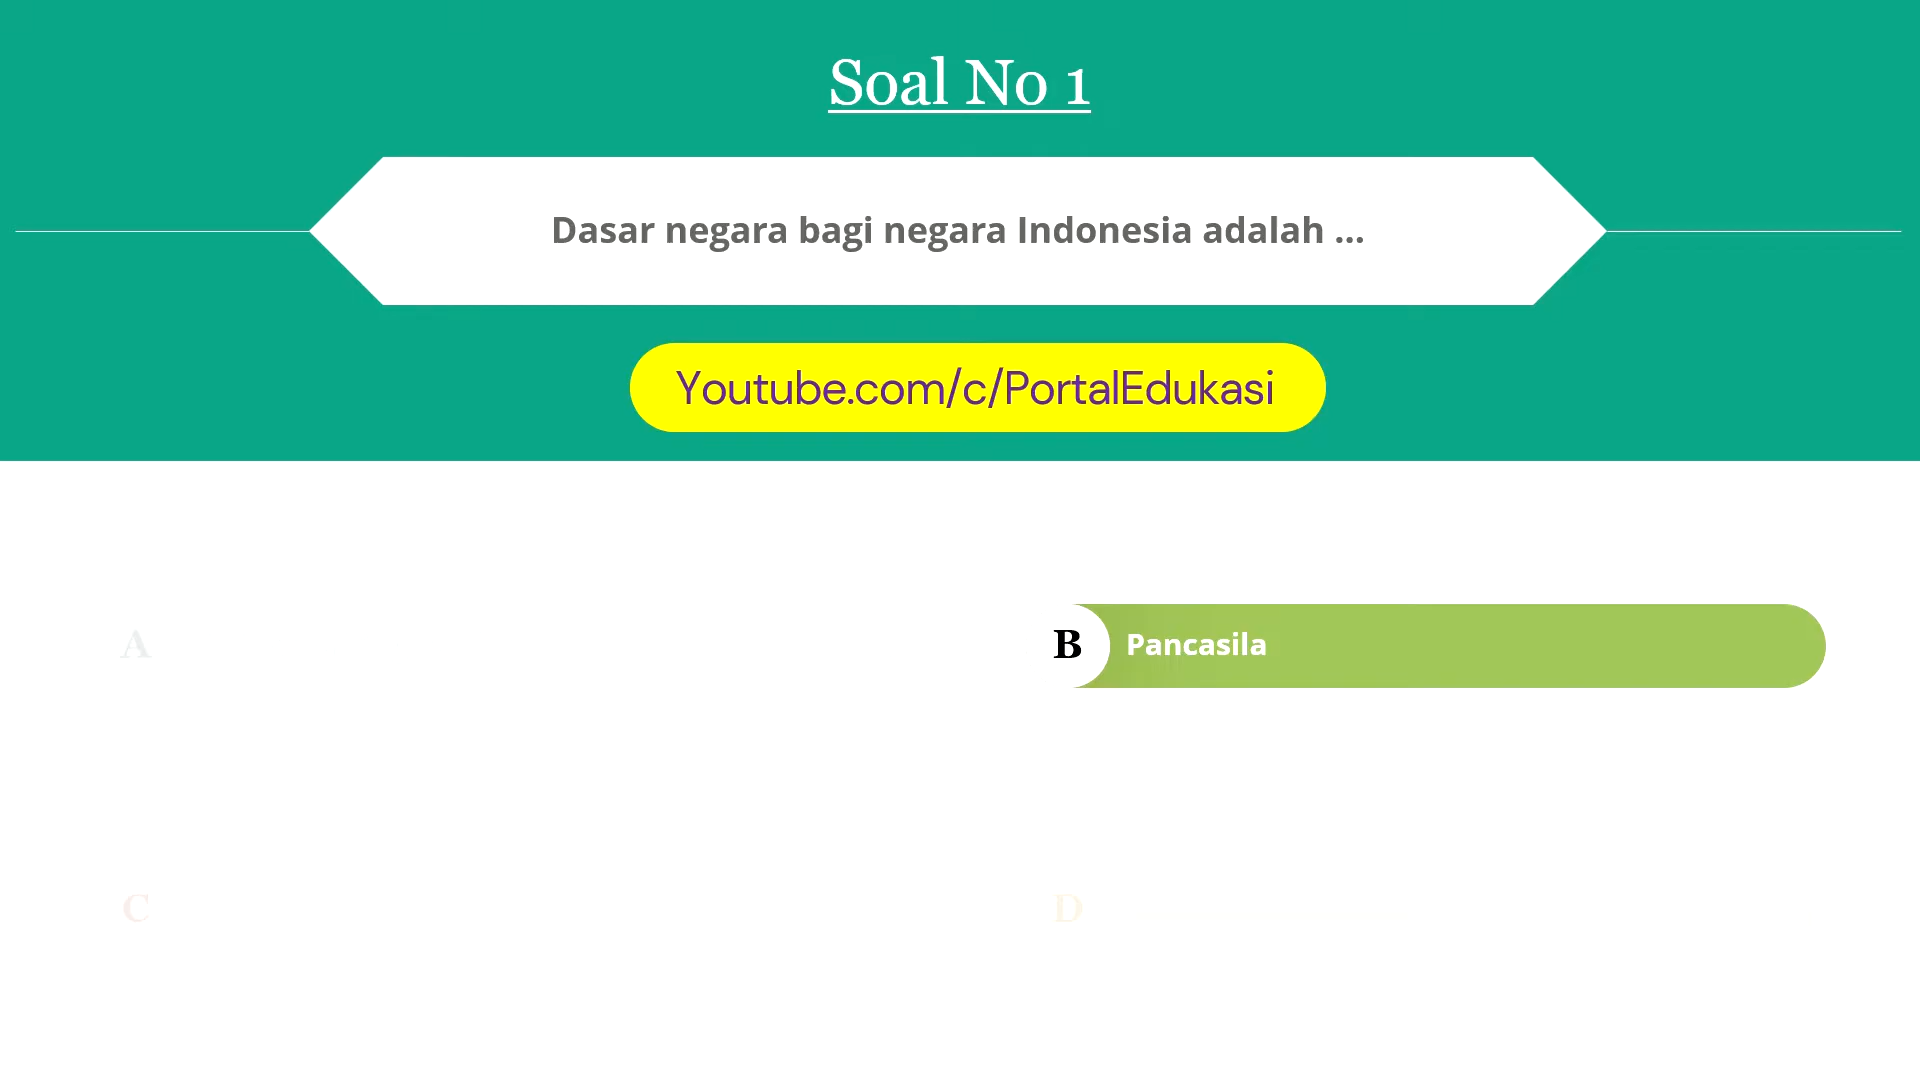 Soal No 1
Dasar negara bagi negara Indonesia adalah ...
Youtube.com/c/PortalEdukasi
A
B Pancasila
C
D